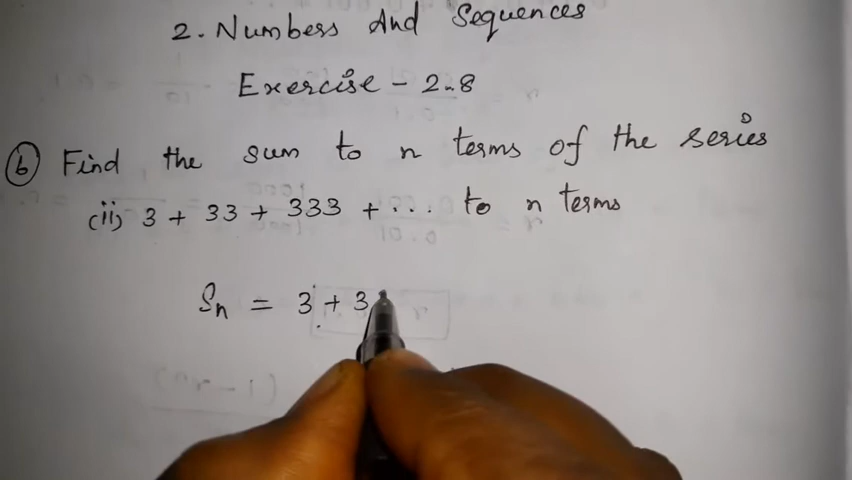 2. Numbers And Sequences
Exercise - 2.8
6 Find the sum to n terms of the series
(ii) 3 + 33 + 333 + ... to n terms
Sn = 3 + 3